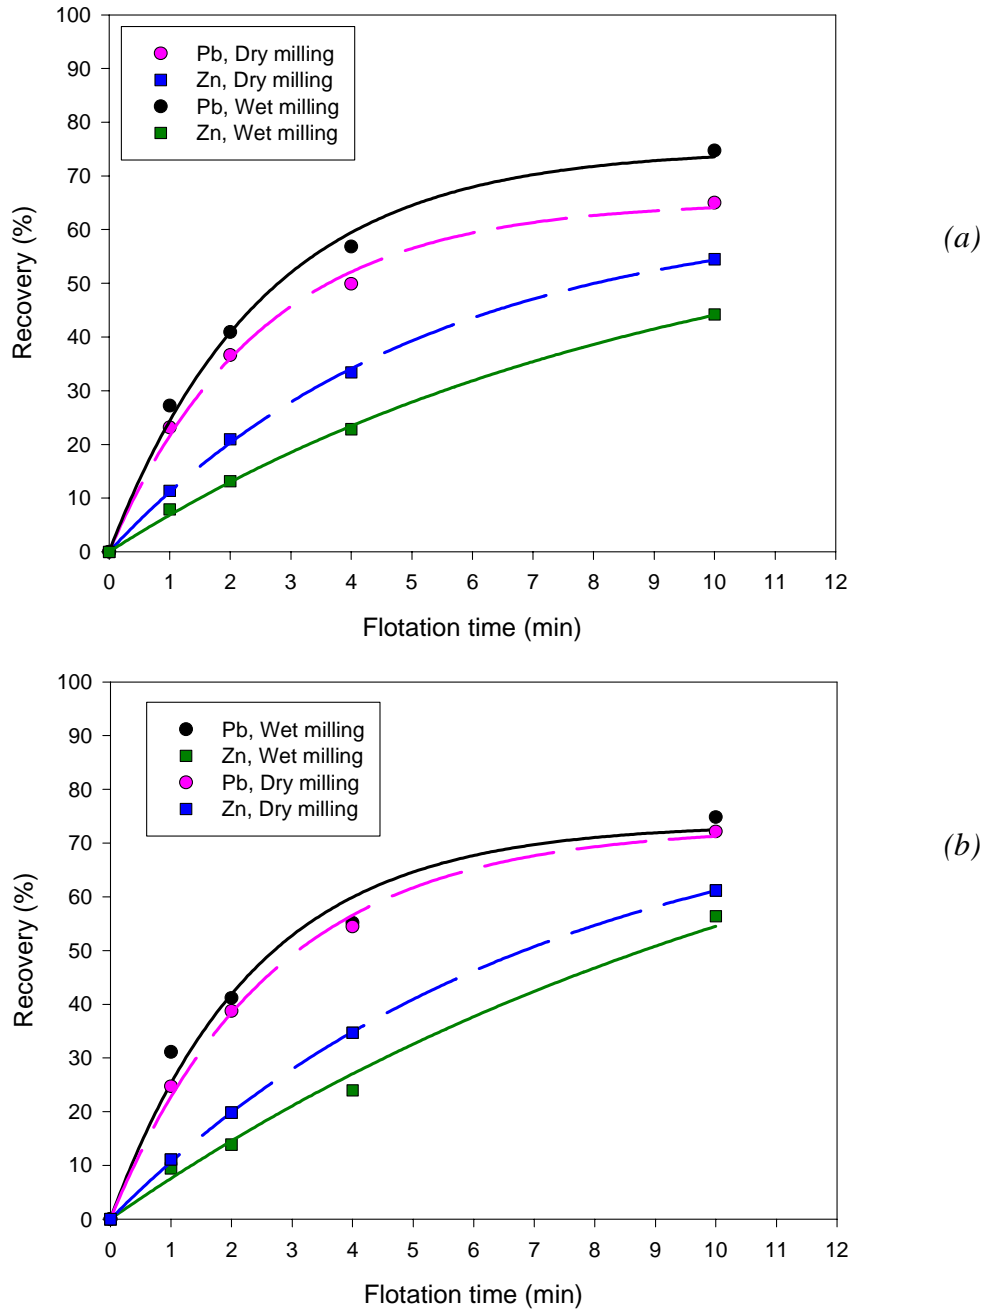 100
90
80
70
60
50
40
30
20
10
0
Recovery (%)
Pb, Dry milling
Zn, Dry milling
Pb, Wet milling
Zn, Wet milling
0 1 2 3 4 5 6 7 8 9 10 11 12
Flotation time (min)
(a)
100
90
80
70
60
50
40
30
20
10
0
Recovery (%)
Pb, Wet milling
Zn, Wet milling
Pb, Dry milling
Zn, Dry milling
0 1 2 3 4 5 6 7 8 9 10 11 12
Flotation time (min)
(b)